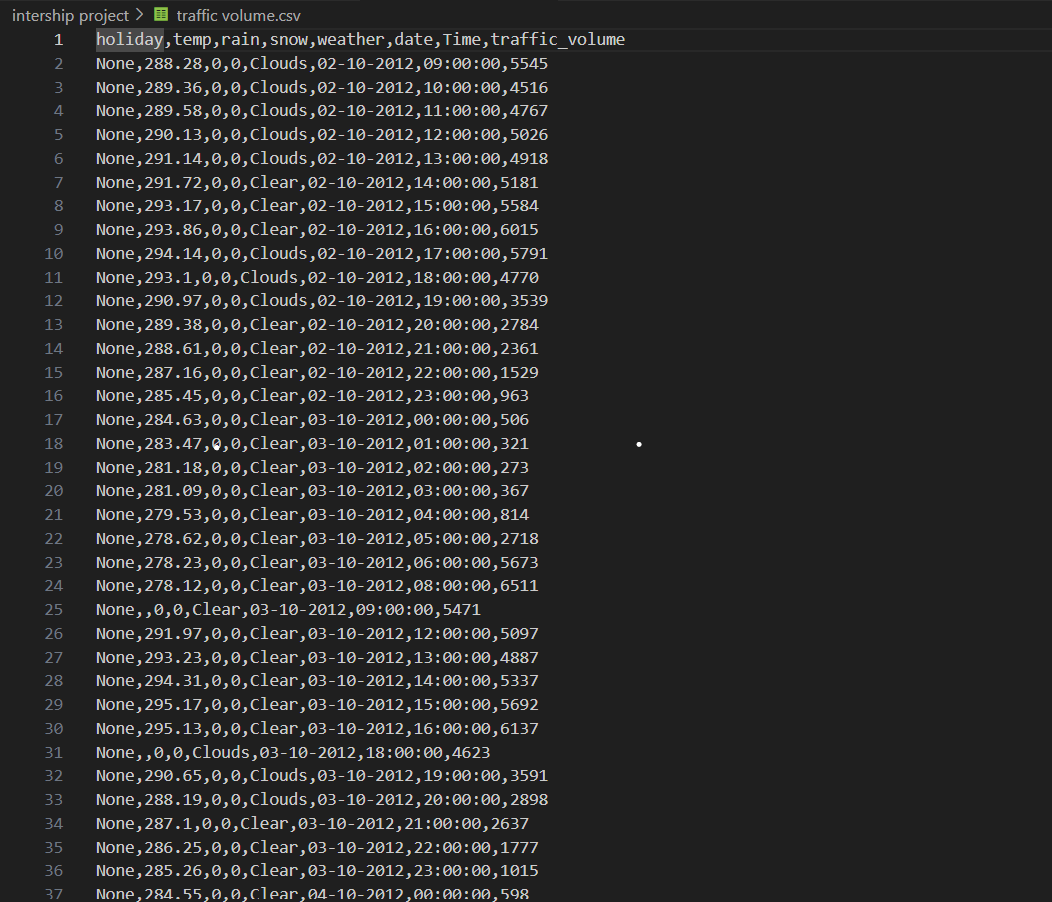 intership project > traffic volume.csv
1 holiday,temp,rain,snow,weather,date,Time,traffic_volume
2 None,288.28,0,0,Clouds,02-10-2012,09:00:00,5545
3 None,289.36,0,0,Clouds,02-10-2012,10:00:00,4516
4 None,289.58,0,0,Clouds,02-10-2012,11:00:00,4767
5 None,290.13,0,0,Clouds,02-10-2012,12:00:00,5026
6 None,291.14,0,0,Clouds,02-10-2012,13:00:00,4918
7 None,291.72,0,0,Clear,02-10-2012,14:00:00,5181
8 None,293.17,0,0,Clear,02-10-2012,15:00:00,5584
9 None,293.86,0,0,Clear,02-10-2012,16:00:00,6015
10 None,294.14,0,0,Clouds,02-10-2012,17:00:00,5791
11 None,293.1,0,0,Clouds,02-10-2012,18:00:00,4770
12 None,290.97,0,0,Clouds,02-10-2012,19:00:00,3539
13 None,289.38,0,0,Clear,02-10-2012,20:00:00,2784
14 None,288.61,0,0,Clear,02-10-2012,21:00:00,2361
15 None,287.16,0,0,Clear,02-10-2012,22:00:00,1529
16 None,285.45,0,0,Clear,02-10-2012,23:00:00,963
17 None,284.63,0,0,Clear,03-10-2012,00:00:00,506
18 None,283.47,0,0,Clear,03-10-2012,01:00:00,321
19 None,281.18,0,0,Clear,03-10-2012,02:00:00,273
20 None,281.09,0,0,Clear,03-10-2012,03:00:00,367
21 None,279.53,0,0,Clear,03-10-2012,04:00:00,814
22 None,278.62,0,0,Clear,03-10-2012,05:00:00,2718
23 None,278.23,0,0,Clear,03-10-2012,06:00:00,5673
24 None,278.12,0,0,Clear,03-10-2012,08:00:00,6511
25 None,,0,0,Clear,03-10-2012,09:00:00,5471
26 None,291.97,0,0,Clear,03-10-2012,12:00:00,5097
27 None,293.23,0,0,Clear,03-10-2012,13:00:00,4887
28 None,294.31,0,0,Clear,03-10-2012,14:00:00,5337
29 None,295.17,0,0,Clear,03-10-2012,15:00:00,5692
30 None,295.13,0,0,Clear,03-10-2012,16:00:00,6137
31 None,,0,0,Clouds,03-10-2012,18:00:00,4623
32 None,290.65,0,0,Clouds,03-10-2012,19:00:00,3591
33 None,288.19,0,0,Clouds,03-10-2012,20:00:00,2898
34 None,287.1,0,0,Clear,03-10-2012,21:00:00,2637
35 None,286.25,0,0,Clear,03-10-2012,22:00:00,1777
36 None,285.26,0,0,Clear,03-10-2012,23:00:00,1015
37 None,284.55,0,0,Clear,04-10-2012,00:00:00,598